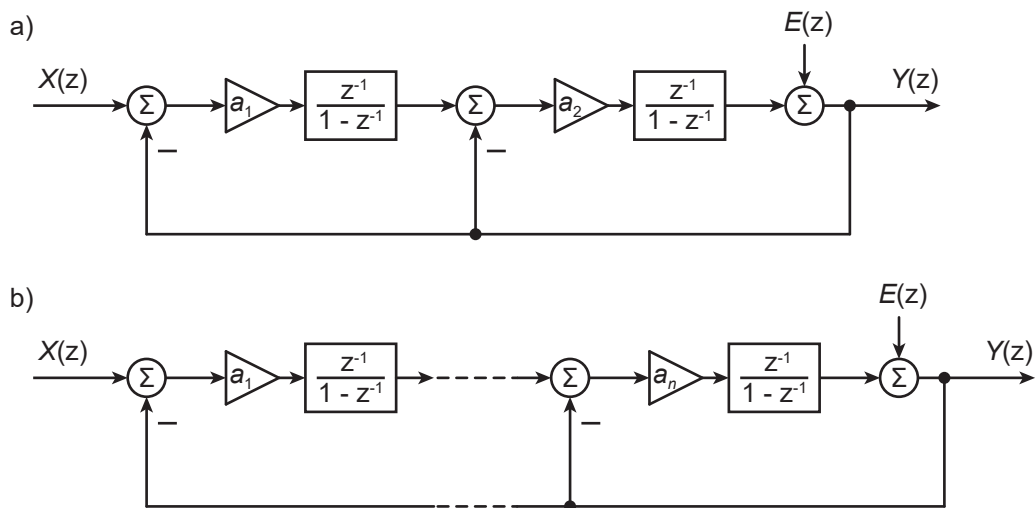 a)
E(z)
X(z) Σ a₁ z⁻¹ / 1 - z⁻¹ Σ a₂ z⁻¹ / 1 - z⁻¹ Σ Y(z)
− −
b)
E(z)
X(z) Σ a₁ z⁻¹ / 1 - z⁻¹ Σ aₙ z⁻¹ / 1 - z⁻¹ Σ Y(z)
− −